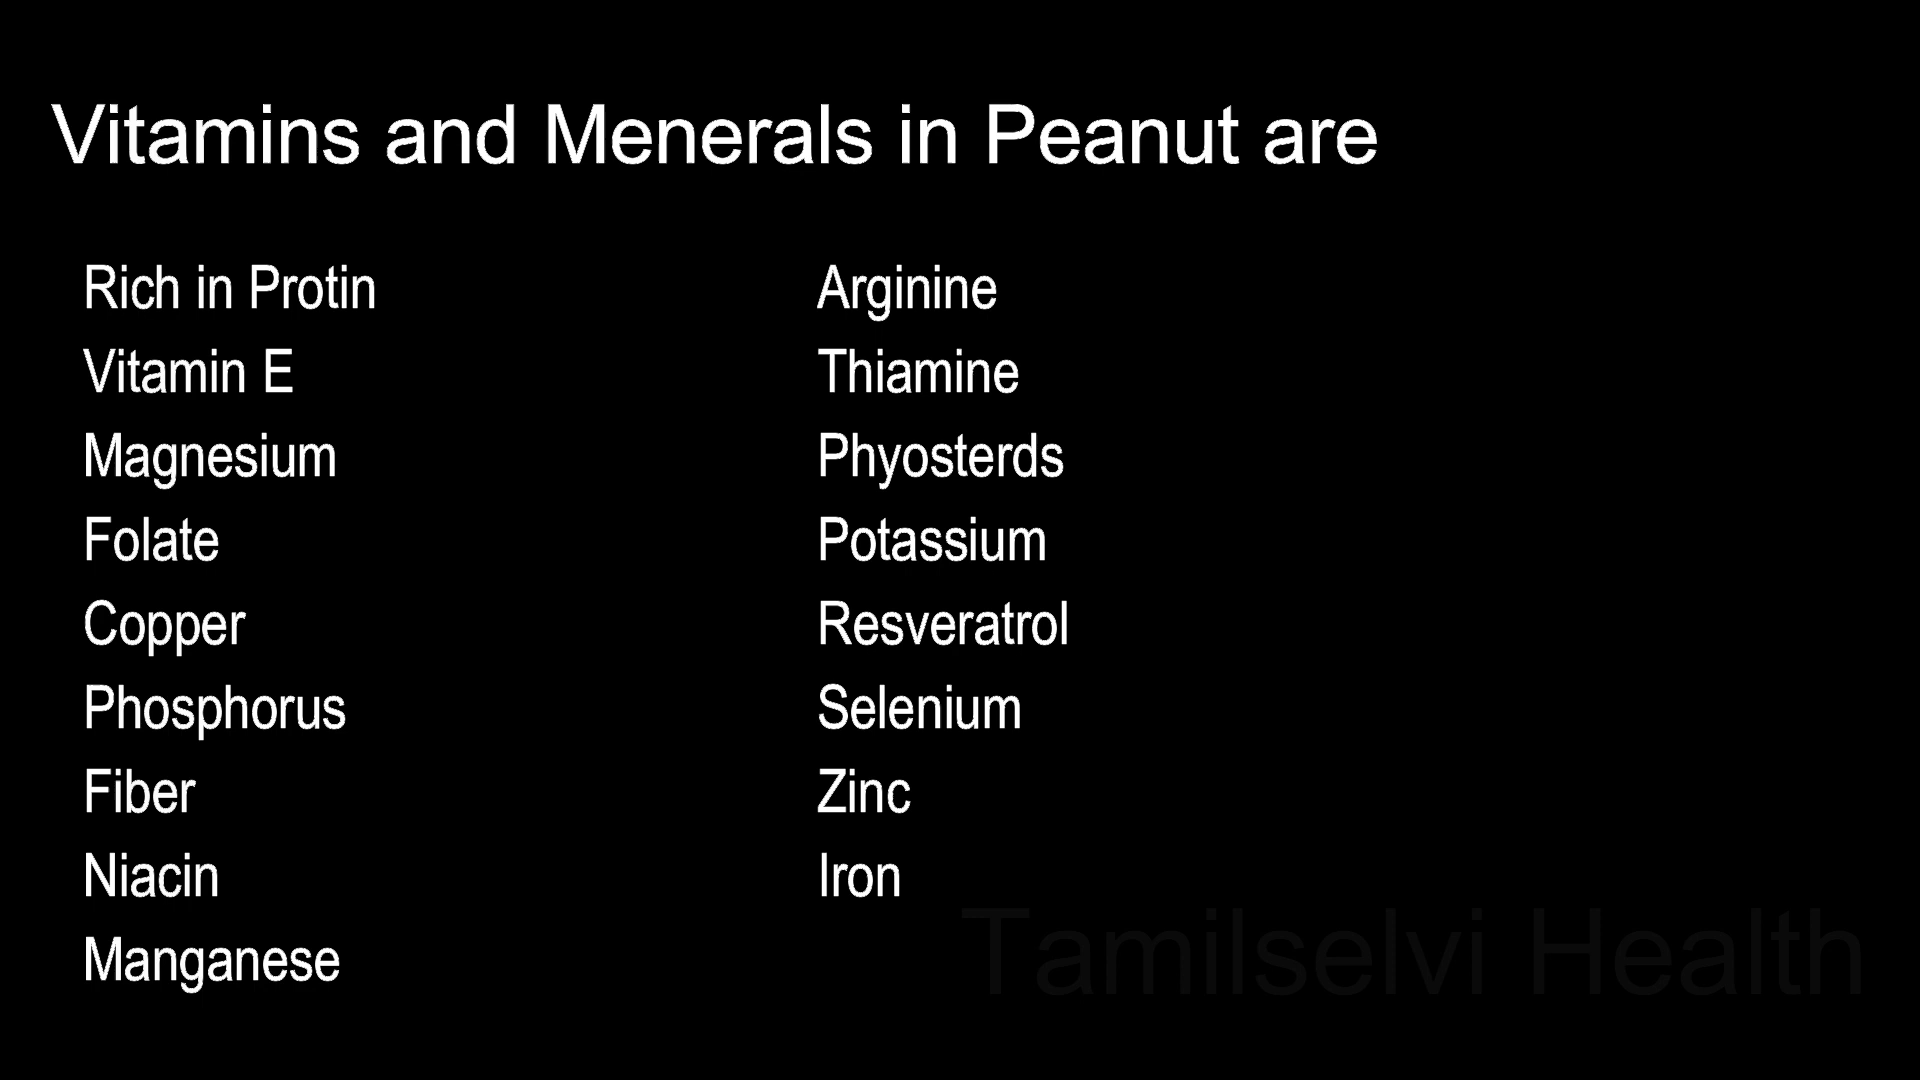 Vitamins and Menerals in Peanut are
Rich in Protin
Vitamin E
Magnesium
Folate
Copper
Phosphorus
Fiber
Niacin
Manganese
Arginine
Thiamine
Phyosterds
Potassium
Resveratrol
Selenium
Zinc
Iron
Tamilselvi Health